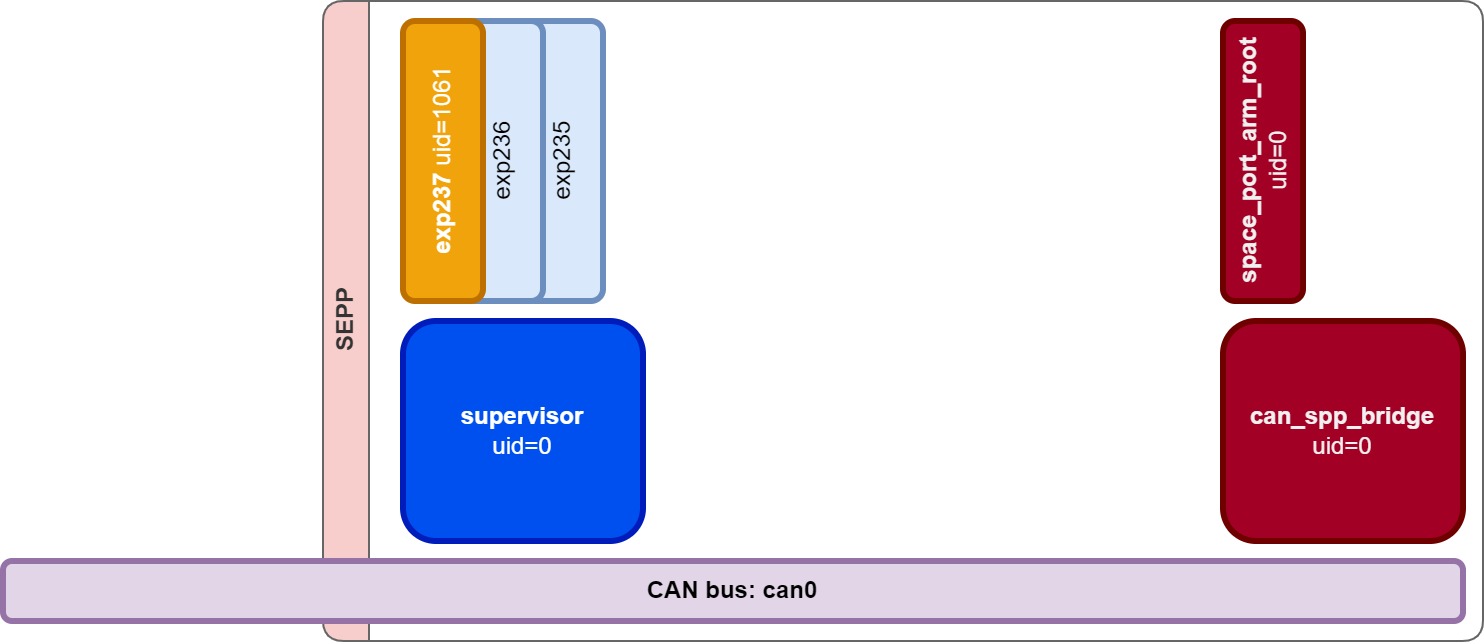 SEPP
exp237 uid=1061
exp236
exp235
space_port_arm_root
uid=0
supervisor
uid=0
can_spp_bridge
uid=0
CAN bus: can0